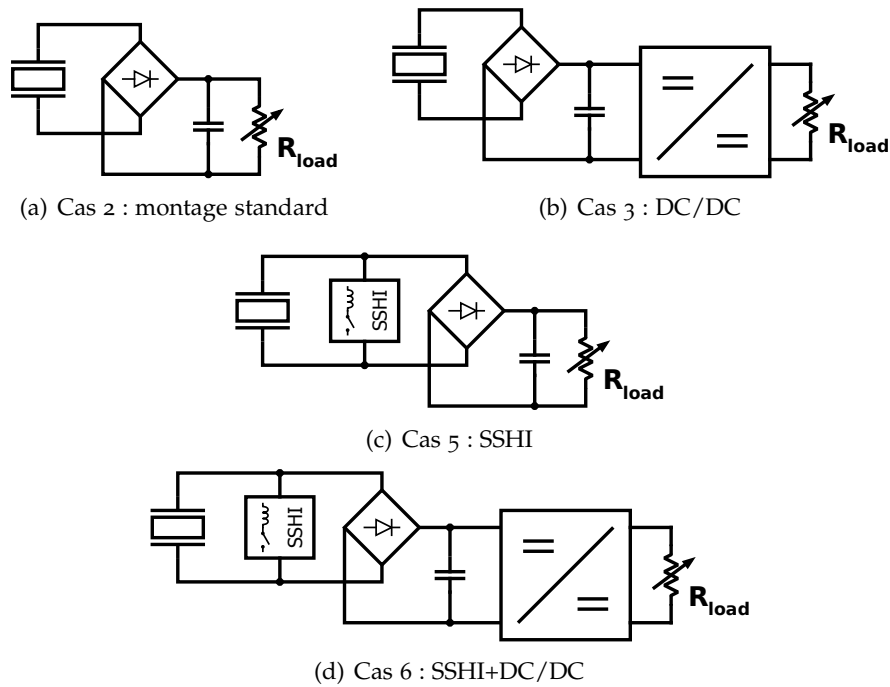 R_load
(a) Cas 2 : montage standard
R_load
(b) Cas 3 : DC/DC
SSHI
R_load
(c) Cas 5 : SSHI
SSHI
R_load
(d) Cas 6 : SSHI+DC/DC